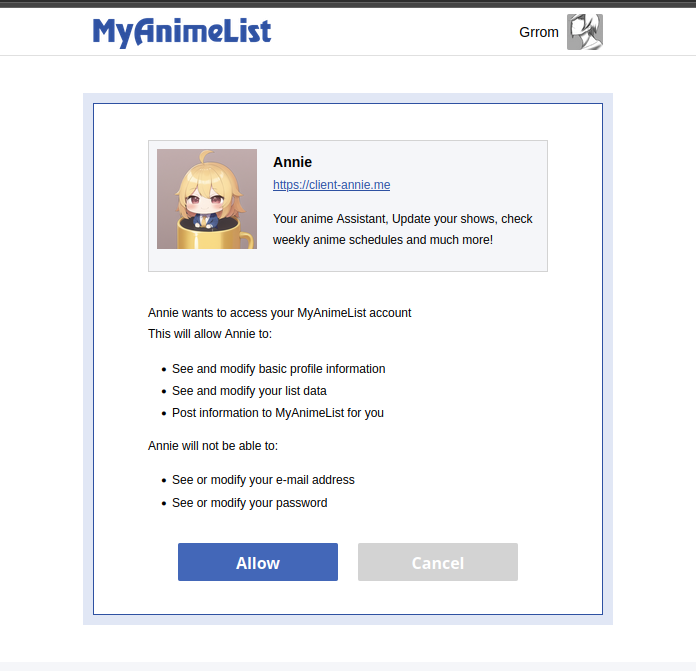 MyAnimeList
Grrom
Annie
https://client-annie.me
Your anime Assistant, Update your shows, check
weekly anime schedules and much more!
Annie wants to access your MyAnimeList account
This will allow Annie to:
• See and modify basic profile information
• See and modify your list data
• Post information to MyAnimeList for you
Annie will not be able to:
• See or modify your e-mail address
• See or modify your password
Allow
Cancel